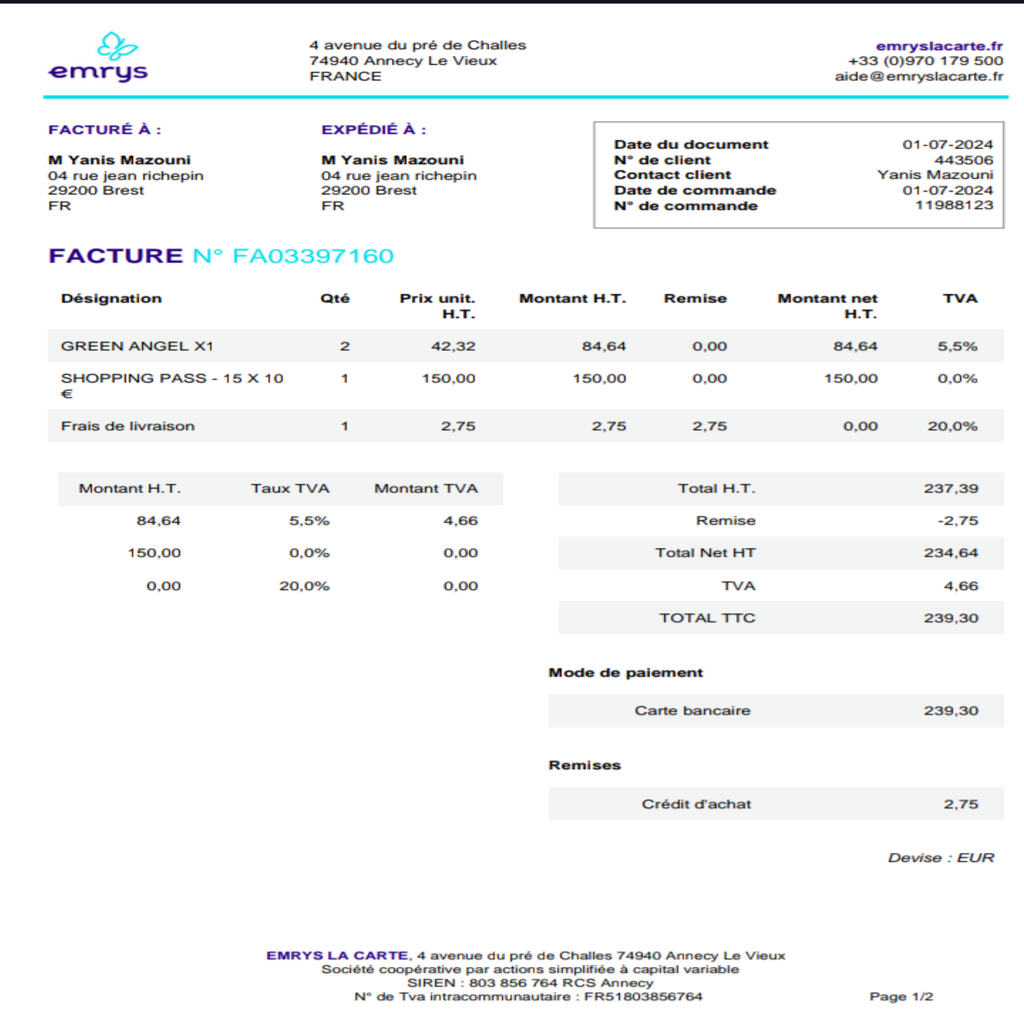 emrys
4 avenue du pré de Challes
74940 Annecy Le Vieux
FRANCE
emryslacarte.fr
+33 (0)970 179 500
aide@emryslacarte.fr
FACTURÉ À :
M Yanis Mazouni
04 rue jean richepin
29200 Brest
FR
EXPÉDIÉ À :
M Yanis Mazouni
04 rue jean richepin
29200 Brest
FR
Date du document 01-07-2024
N° de client 443506
Contact client Yanis Mazouni
Date de commande 01-07-2024
N° de commande 11988123
FACTURE N° FA03397160
Désignation Qté Prix unit. H.T. Montant H.T. Remise Montant net H.T. TVA
GREEN ANGEL X1 2 42,32 84,64 0,00 84,64 5,5%
SHOPPING PASS - 15 X 10 € 1 150,00 150,00 0,00 150,00 0,0%
Frais de livraison 1 2,75 2,75 2,75 0,00 20,0%
Montant H.T. Taux TVA Montant TVA
84,64 5,5% 4,66
150,00 0,0% 0,00
0,00 20,0% 0,00
Total H.T. 237,39
Remise -2,75
Total Net HT 234,64
TVA 4,66
TOTAL TTC 239,30
Mode de paiement
Carte bancaire 239,30
Remises
Crédit d'achat 2,75
Devise : EUR
EMRYS LA CARTE, 4 avenue du pré de Challes 74940 Annecy Le Vieux
Société coopérative par actions simplifiée à capital variable
SIREN : 803 856 764 RCS Annecy
N° de Tva intracommunautaire : FR51803856764
Page 1/2